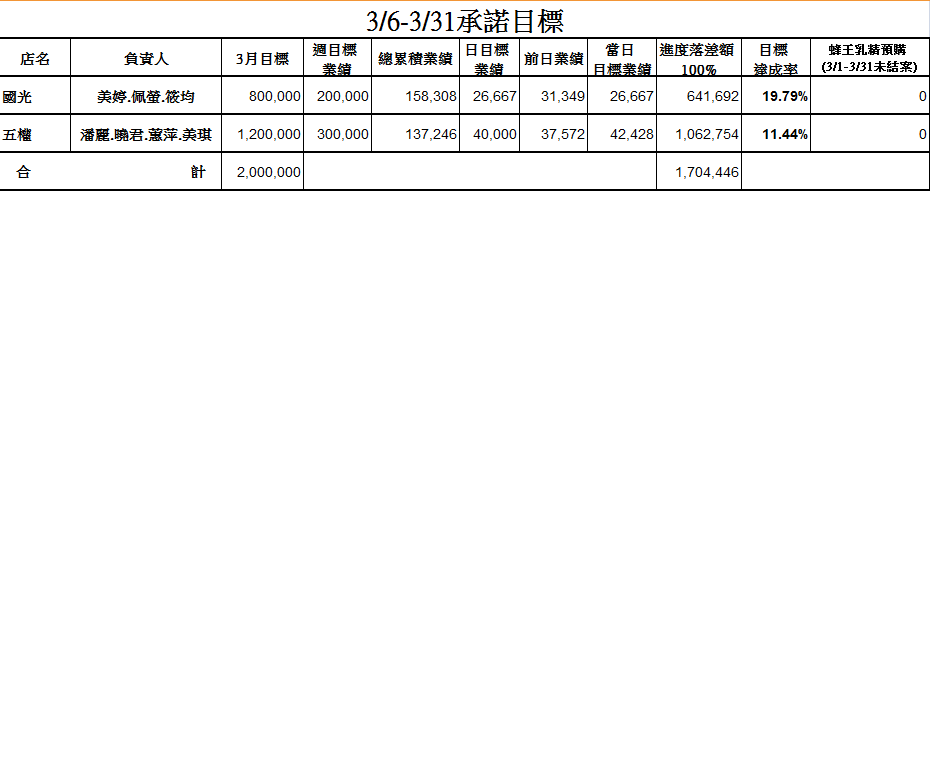 3/6-3/31承諾目標
店名 負責人 3月目標 週目標業績 總累積業績 日目標業績 前日業績 當日目標業績 進度落差額100% 目標達成率 蜂王乳精預購(3/1-3/31未結案)
國光 美婷.佩螢.筱均 800,000 200,000 158,308 26,667 31,349 26,667 641,692 19.79% 0
五權 潘麗.曉君.蕙萍.美琪 1,200,000 300,000 137,246 40,000 37,572 42,428 1,062,754 11.44% 0
合計 2,000,000 1,704,446